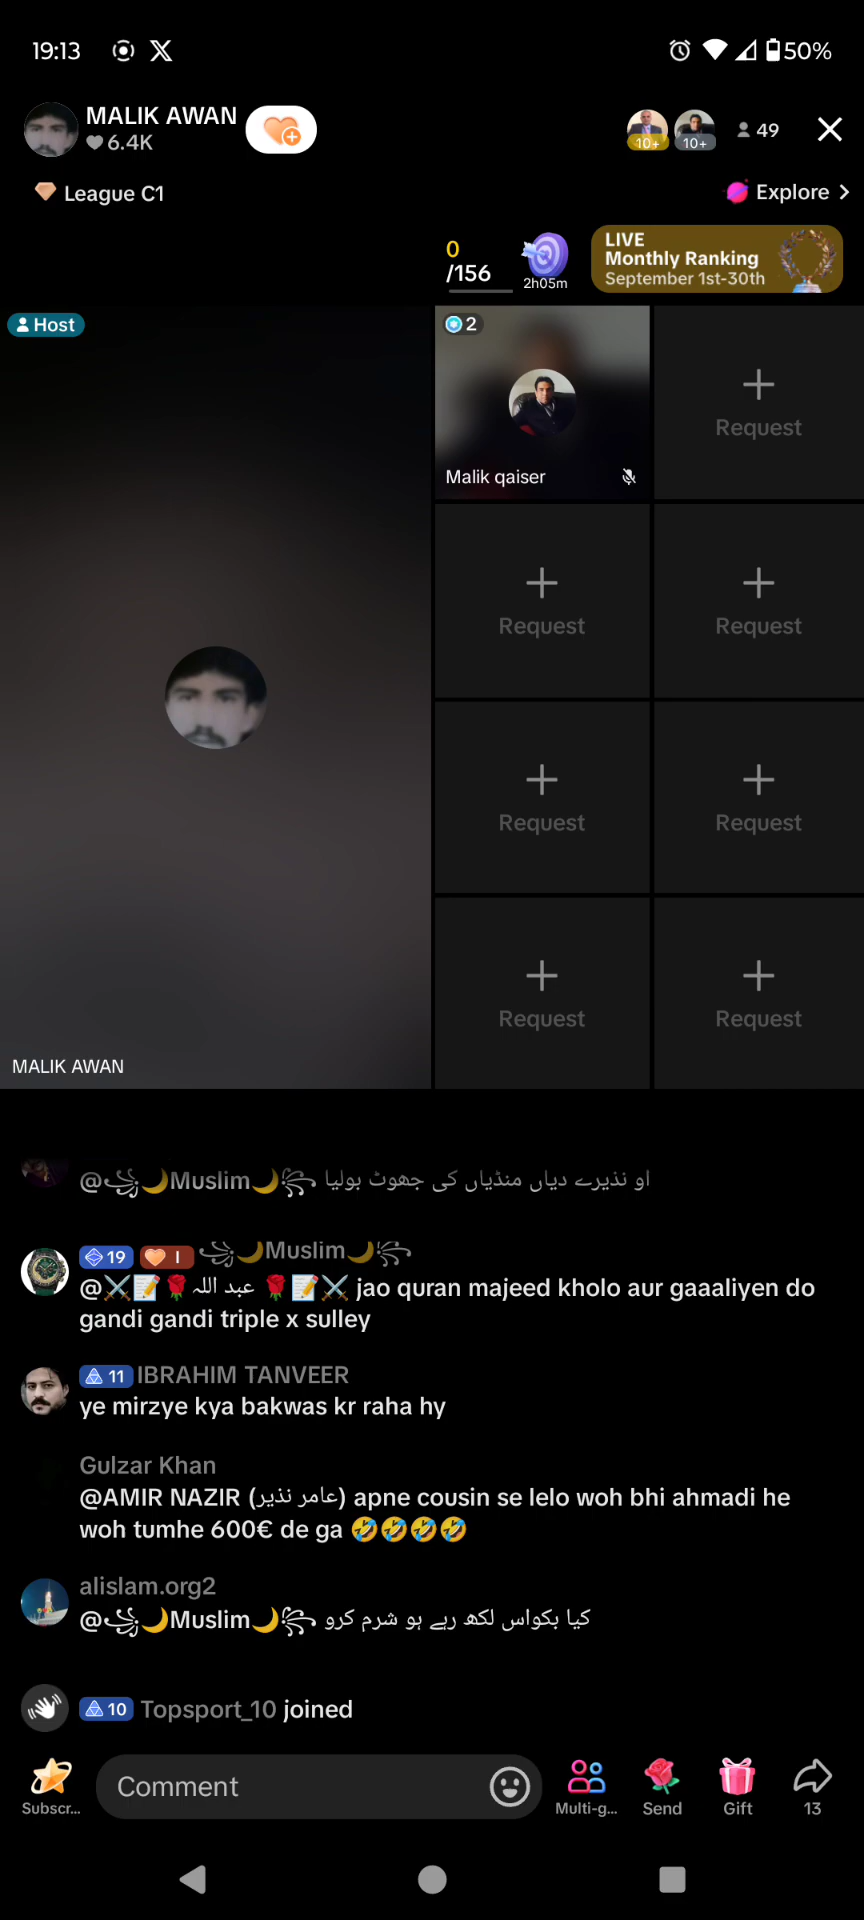 19:13
50%
MALIK AWAN
6.4K
10+
10+
49
League C1
Explore
0
/156
2h05m
LIVE
Monthly Ranking
September 1st-30th
Host
2
Malik qaiser
Request
Request
Request
Request
Request
Request
Request
MALIK AWAN
@꧁🌙Muslim🌙꧂ او نذیرے دیاں منڈیاں کی جھوٹ بولیا
19 I ꧁🌙Muslim🌙꧂
@⚔️📝🌹عبد اللہ 🌹📝⚔️ jao quran majeed kholo aur gaaaliyen do
gandi gandi triple x sulley
11 IBRAHIM TANVEER
ye mirzye kya bakwas kr raha hy
Gulzar Khan
@AMIR NAZIR (عامر نذیر) apne cousin se lelo woh bhi ahmadi he
woh tumhe 600€ de ga 🤣🤣🤣🤣
alislam.org2
@꧁🌙Muslim🌙꧂ کیا بکواس لکھ رہے ہو شرم کرو
10 Topsport_10 joined
Comment
Subscr...
Multi-g...
Send
Gift
13